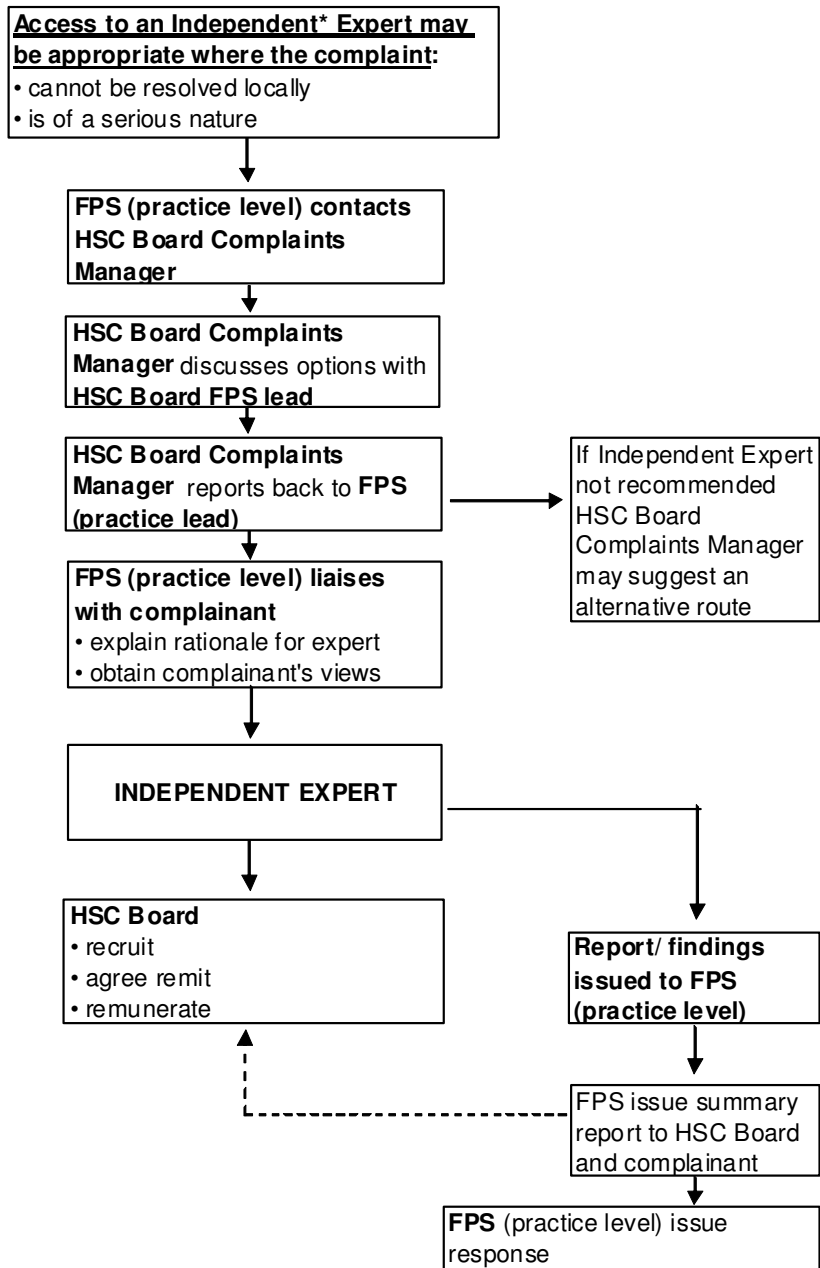 Access to an Independent* Expert may
be appropriate where the complaint:
• cannot be resolved locally
• is of a serious nature
FPS (practice level) contacts
HSC Board Complaints
Manager
HSC Board Complaints
Manager discusses options with
HSC Board FPS lead
HSC Board Complaints
Manager reports back to FPS
(practice lead)
If Independent Expert
not recommended
HSC Board
Complaints Manager
may suggest an
alternative route
FPS (practice level) liaises
with complainant
• explain rationale for expert
• obtain complainant's views
INDEPENDENT EXPERT
HSC Board
• recruit
• agree remit
• remunerate
Report/ findings
issued to FPS
(practice level)
FPS issue summary
report to HSC Board
and complainant
FPS (practice level) issue
response